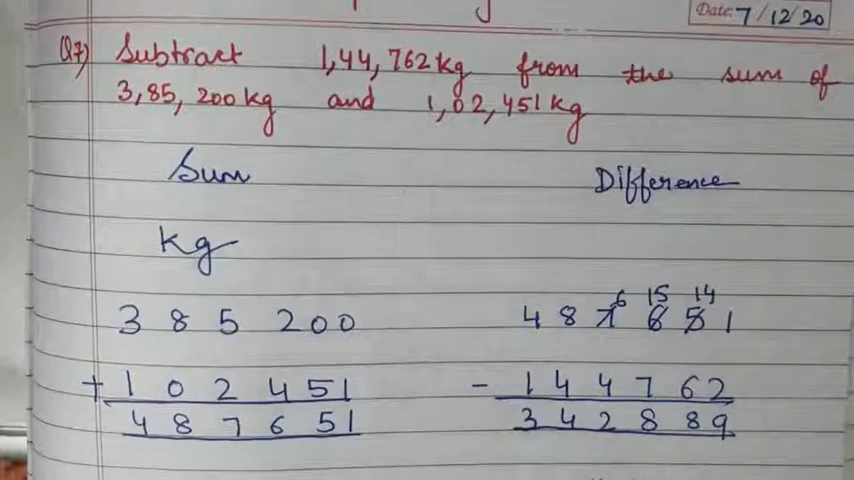 Date: 7/12/20
Q7) Subtract 1,44,762 kg from the sum of
3,85,200 kg and 1,02,451 kg
Sum Difference
Kg
6 15 14
3 8 5 2 0 0 4 8 7 6 5 1
+ 1 0 2 4 5 1 - 1 4 4 7 6 2
4 8 7 6 5 1 3 4 2 8 8 9